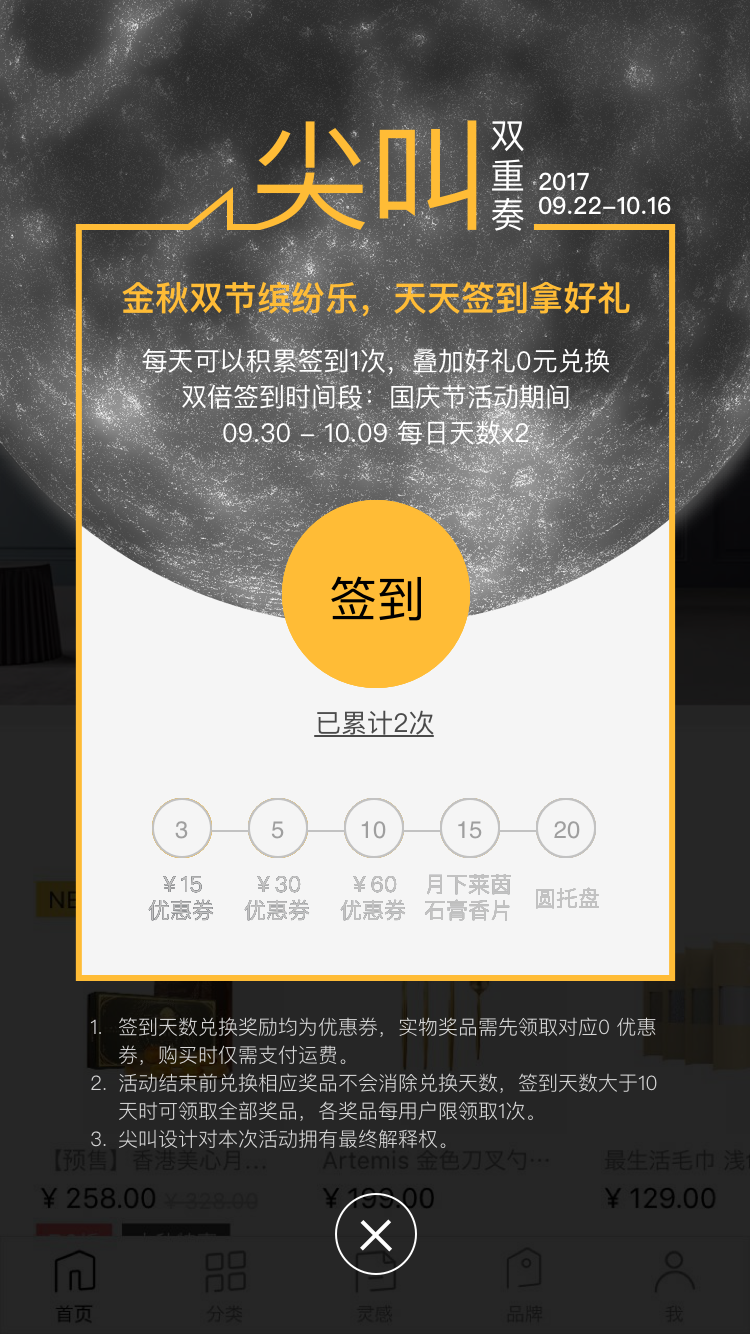 尖叫
双重奏
2017
09.22-10.16
金秋双节缤纷乐，天天签到拿好礼
每天可以积累签到1次，叠加好礼0元兑换
双倍签到时间段：国庆节活动期间
09.30 - 10.09 每日天数x2
签到
已累计2次
3
5
10
15
20
￥15
优惠券
￥30
优惠券
￥60
优惠券
月下莱茵
石膏香片
圆托盘
NE
1. 签到天数兑换奖励均为优惠券，实物奖品需先领取对应0 优惠
券，购买时仅需支付运费。
2. 活动结束前兑换相应奖品不会消除兑换天数，签到天数大于10
天时可领取全部奖品，各奖品每用户限领取1次。
3. 尖叫设计对本次活动拥有最终解释权。
【预售】香港美心月...
Artemis 金色刀叉勺...
最生活毛巾 浅
¥ 258.00 ¥ 328.00
¥ 199.00
¥ 129.00
首页
分类
灵感
品牌
我